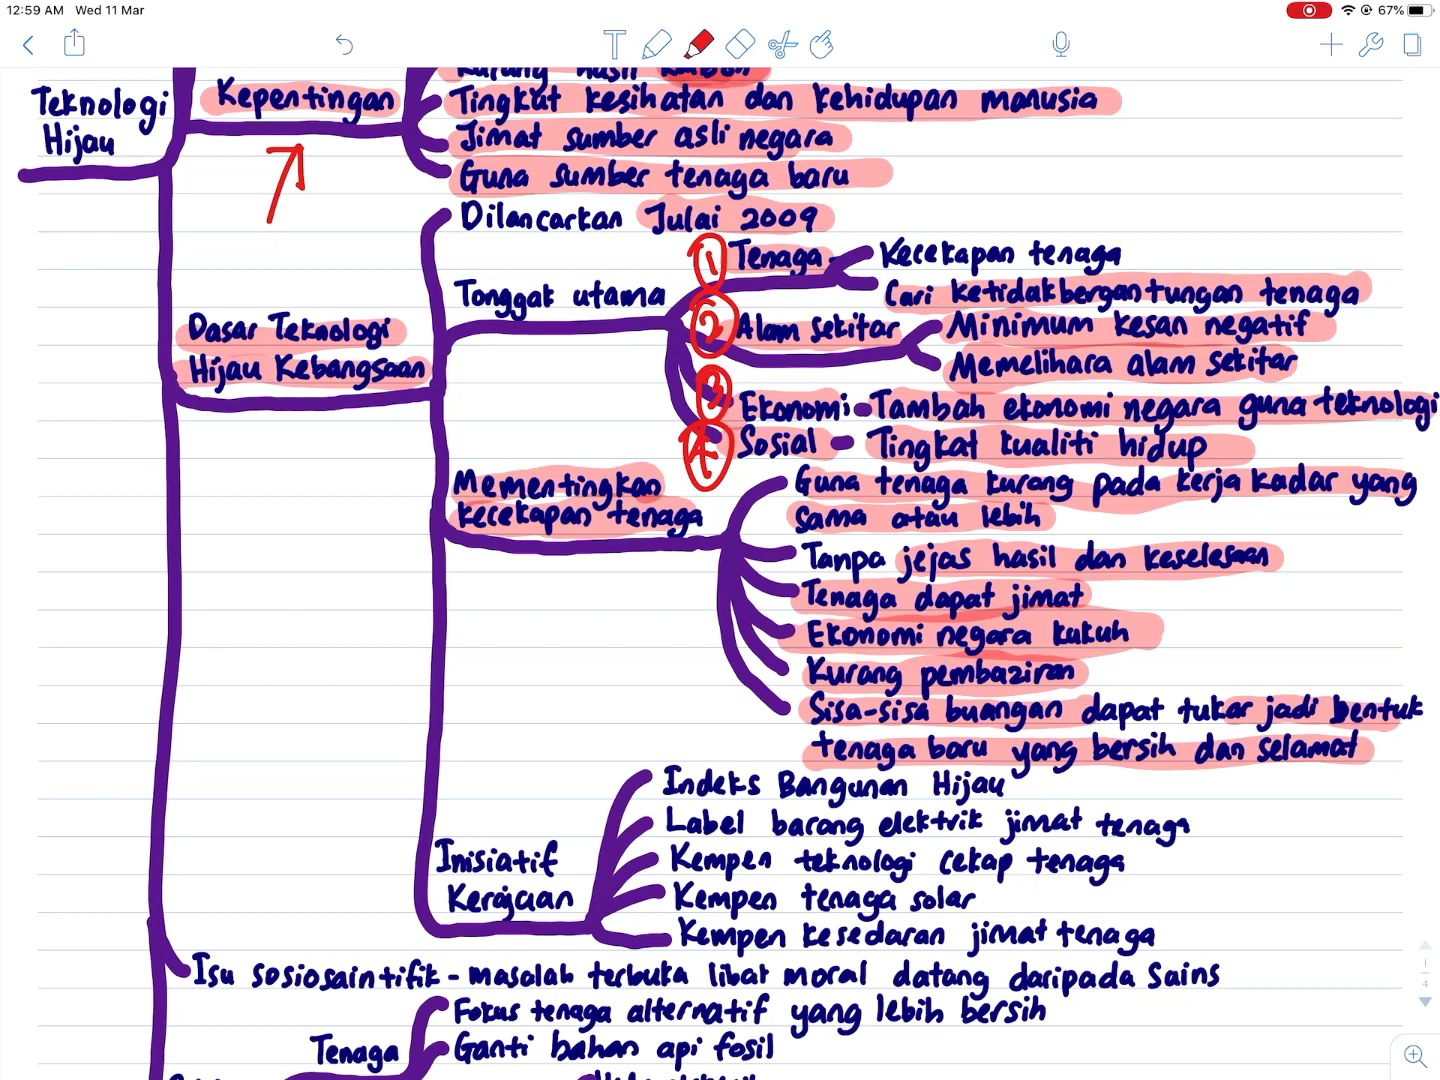 12:59 AM Wed 11 Mar
67%
Teknologi
Hijau
Kepentingan
Kurang hasil karbon
Tingkat kesihatan dan kehidupan manusia
Jimat sumber asli negara
Guna sumber tenaga baru
Dasar Teknologi
Hijau Kebangsaan
Dilancarkan Julai 2009
Tonggak utama
1 Tenaga
Kecekapan tenaga
Cari ketidakbergantungan tenaga
2 Alam sekitar
Minimum kesan negatif
Memelihara alam sekitar
3 Ekonomi - Tambah ekonomi negara guna teknologi
4 Sosial - Tingkat kualiti hidup
Mementingkan
kecekapan tenaga
Guna tenaga kurang pada kerja kadar yang
sama atau lebih
Tanpa jejas hasil dan keselesaan
Tenaga dapat jimat
Ekonomi negara kukuh
Kurang pembaziran
Sisa-sisa buangan dapat tukar jadi bentuk
tenaga baru yang bersih dan selamat
Inisiatif
Kerajaan
Indeks Bangunan Hijau
Label barang elektrik jimat tenaga
Kempen teknologi cekap tenaga
Kempen tenaga solar
Kempen kesedaran jimat tenaga
Isu sosiosaintifik - masalah terbuka libat moral datang daripada Sains
Tenaga
Fokus tenaga alternatif yang lebih bersih
Ganti bahan api fosil
1
4